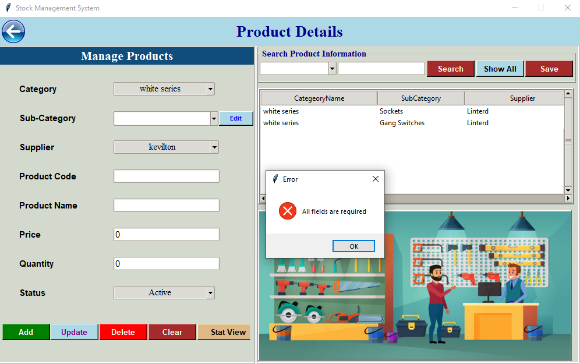 Stock Management System
Product Details
Manage Products
Category
white series
Sub-Category
Edit
Supplier
kevilton
Product Code
Product Name
Price
0
Quantity
0
Status
Active
Add
Update
Delete
Clear
Stat View
Search Product Information
Search
Show All
Save
CategeoryName
SubCategory
Supplier
white series
Sockets
Linterd
white series
Gang Switches
Linterd
Error
All fields are required
OK